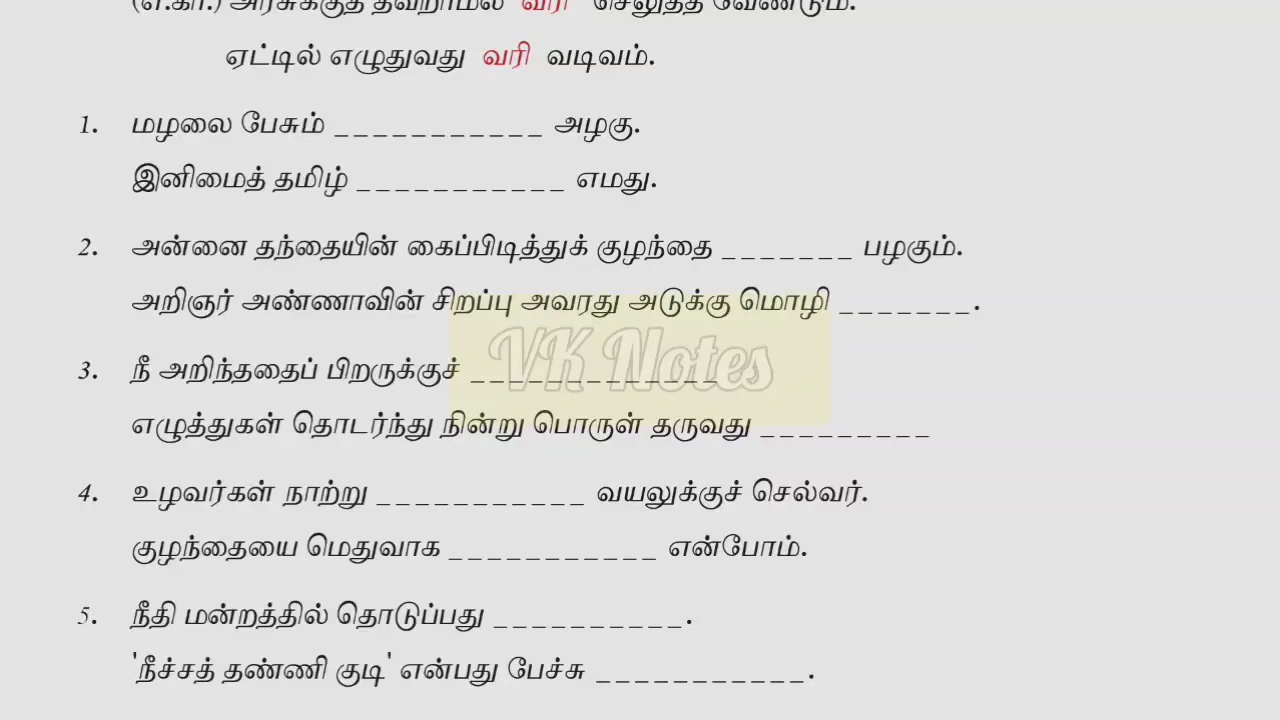 (எ.கா.) அரசுக்குத் தவறாமல் வரி செலுத்த வேண்டும்.
ஏட்டில் எழுதுவது வரி வடிவம்.
1. மழலை பேசும் ___________ அழகு.
இனிமைத் தமிழ் ___________ எமது.
2. அன்னை தந்தையின் கைப்பிடித்துக் குழந்தை _______ பழகும்.
அறிஞர் அண்ணாவின் சிறப்பு அவரது அடுக்கு மொழி _______.
3. நீ அறிந்ததைப் பிறருக்குச் _____________
எழுத்துகள் தொடர்ந்து நின்று பொருள் தருவது _________
VK Notes
4. உழவர்கள் நாற்று ___________ வயலுக்குச் செல்வர்.
குழந்தையை மெதுவாக ___________ என்போம்.
5. நீதி மன்றத்தில் தொடுப்பது __________.
'நீச்சத் தண்ணி குடி' என்பது பேச்சு ___________.